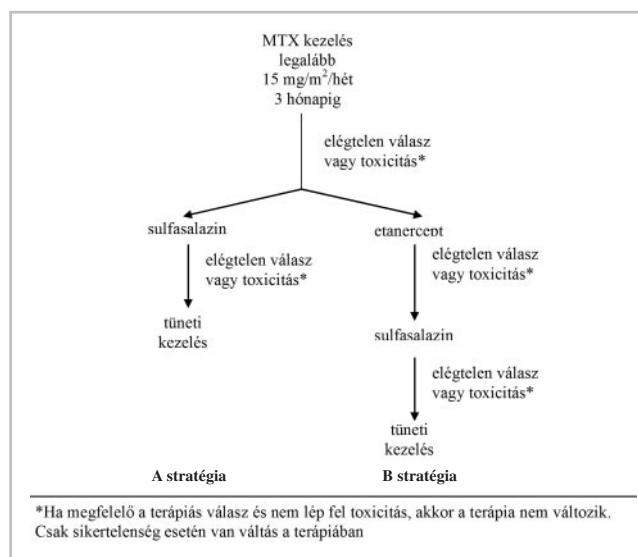 MTX kezelés
legalább
15 mg/m²/hét
3 hónapig
elégtelen válasz
vagy toxicitás*
sulfasalazin
etanercept
elégtelen válasz
vagy toxicitás*
elégtelen válasz
vagy toxicitás*
tüneti
kezelés
sulfasalazin
elégtelen válasz
vagy toxicitás*
tüneti
kezelés
A stratégia
B stratégia
*Ha megfelelő a terápiás válasz és nem lép fel toxicitás, akkor a terápia nem változik.
Csak sikertelenség esetén van váltás a terápiában